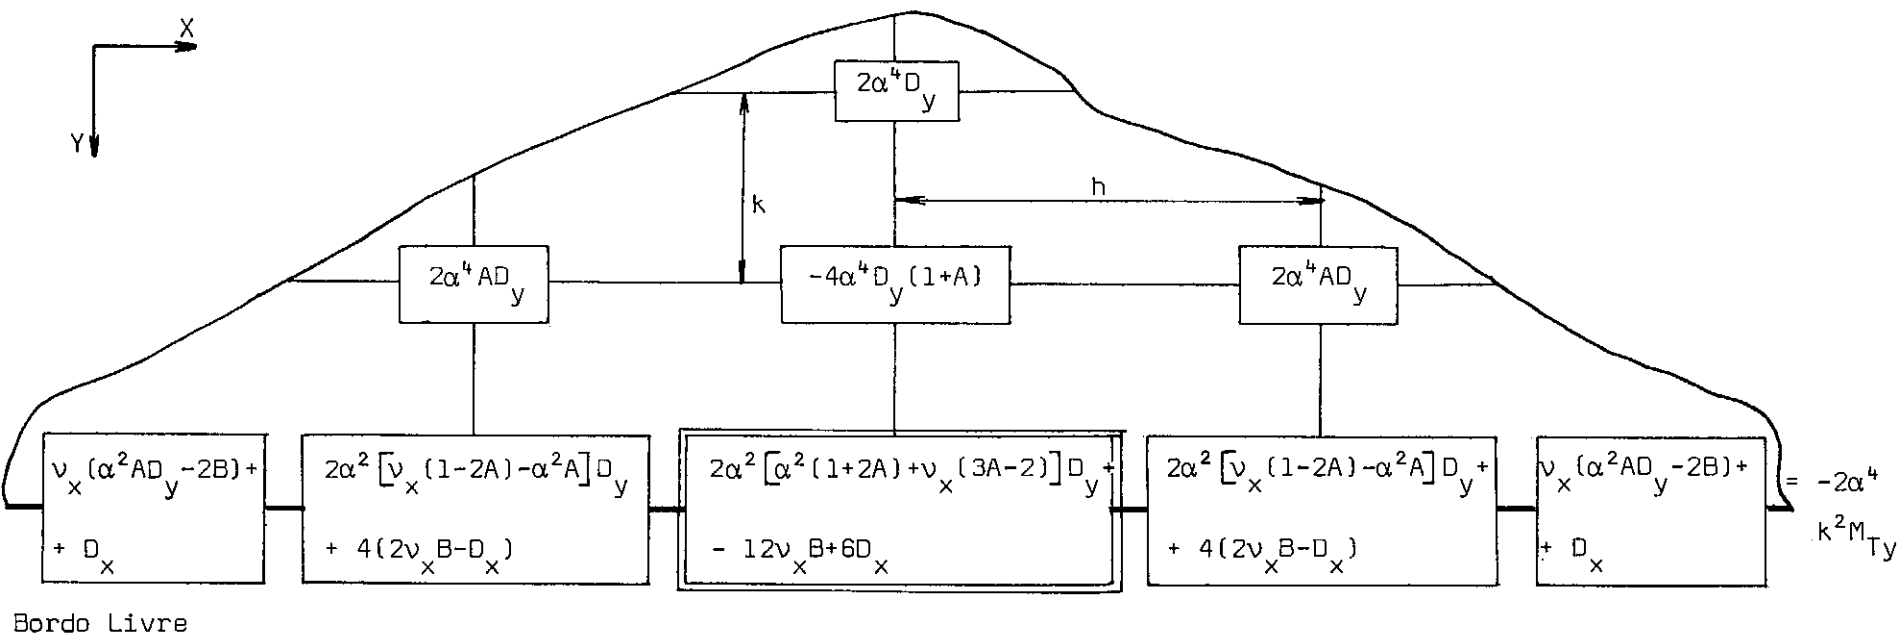 X
Y
2α⁴D_y
k
h
2α⁴AD_y
-4α⁴D_y(1+A)
2α⁴AD_y
ν_x(α²AD_y-2B)+
+ D_x
2α²[ν_x(1-2A)-α²A]D_y
+ 4(2ν_xB-D_x)
2α²[α²(1+2A)+ν_x(3A-2)]D_y+
- 12ν_xB+6D_x
2α²[ν_x(1-2A)-α²A]D_y+
+ 4(2ν_xB-D_x)
ν_x(α²AD_y-2B)+
+ D_x
= -2α⁴
k²M_Ty
Bordo Livre